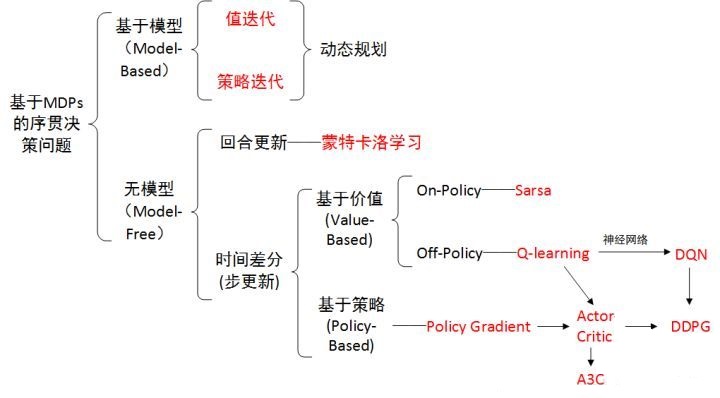 基于MDPs
的序贯决
策问题
基于模型
（Model-
Based）
值迭代
策略迭代
动态规划
无模型
（Model-
Free）
回合更新
蒙特卡洛学习
时间差分
(步更新)
基于价值
(Value-
Based)
On-Policy
Sarsa
Off-Policy
Q-learning
神经网络
DQN
基于策略
(Policy-
Based)
Policy Gradient
Actor
Critic
DDPG
A3C